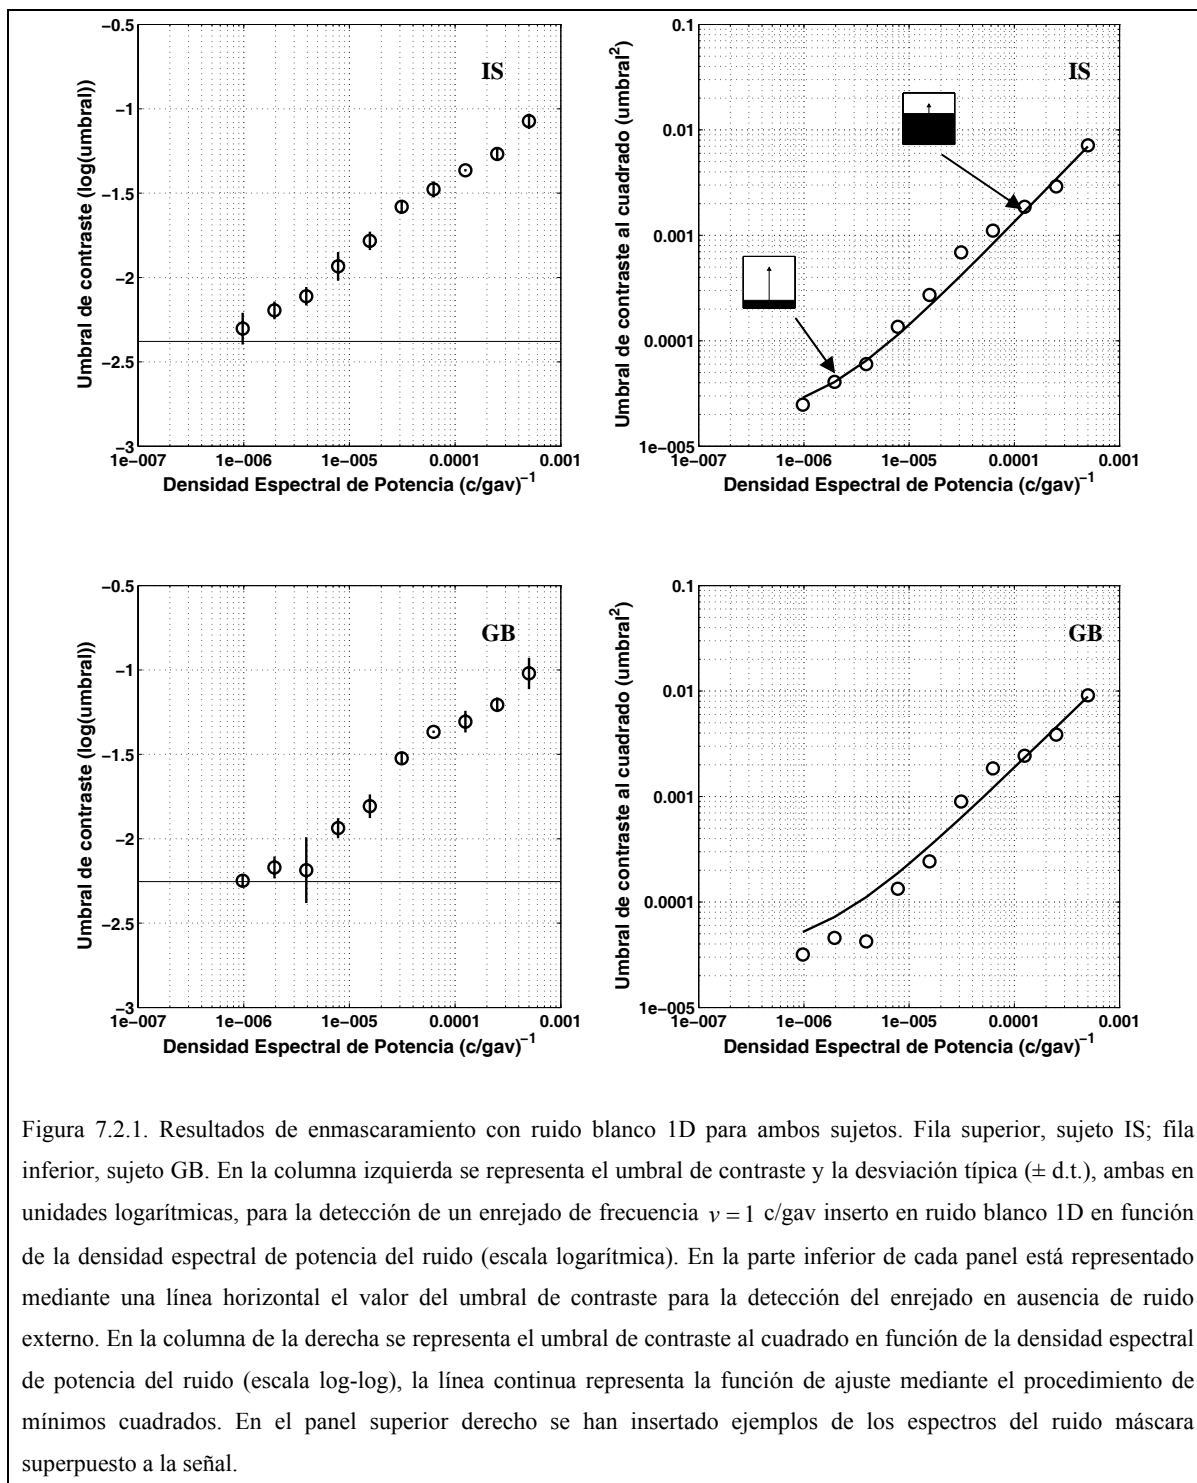 −0.5
−1
−1.5
−2
−2.5
−3
Umbral de contraste (log(umbral))
IS
1e−007 1e−006 1e−005 0.0001 0.001
Densidad Espectral de Potencia (c/gav)⁻¹
0.1
0.01
0.001
0.0001
1e−005
Umbral de contraste al cuadrado (umbral²)
IS
1e−007 1e−006 1e−005 0.0001 0.001
Densidad Espectral de Potencia (c/gav)⁻¹
−0.5
−1
−1.5
−2
−2.5
−3
Umbral de contraste (log(umbral))
GB
1e−007 1e−006 1e−005 0.0001 0.001
Densidad Espectral de Potencia (c/gav)⁻¹
0.1
0.01
0.001
0.0001
1e−005
Umbral de contraste al cuadrado (umbral²)
GB
1e−007 1e−006 1e−005 0.0001 0.001
Densidad Espectral de Potencia (c/gav)⁻¹
Figura 7.2.1. Resultados de enmascaramiento con ruido blanco 1D para ambos sujetos. Fila superior, sujeto IS; fila
inferior, sujeto GB. En la columna izquierda se representa el umbral de contraste y la desviación típica (± d.t.), ambas en
unidades logarítmicas, para la detección de un enrejado de frecuencia ν = 1 c/gav inserto en ruido blanco 1D en función
de la densidad espectral de potencia del ruido (escala logarítmica). En la parte inferior de cada panel está representado
mediante una línea horizontal el valor del umbral de contraste para la detección del enrejado en ausencia de ruido
externo. En la columna de la derecha se representa el umbral de contraste al cuadrado en función de la densidad espectral
de potencia del ruido (escala log-log), la línea continua representa la función de ajuste mediante el procedimiento de
mínimos cuadrados. En el panel superior derecho se han insertado ejemplos de los espectros del ruido máscara
superpuesto a la señal.